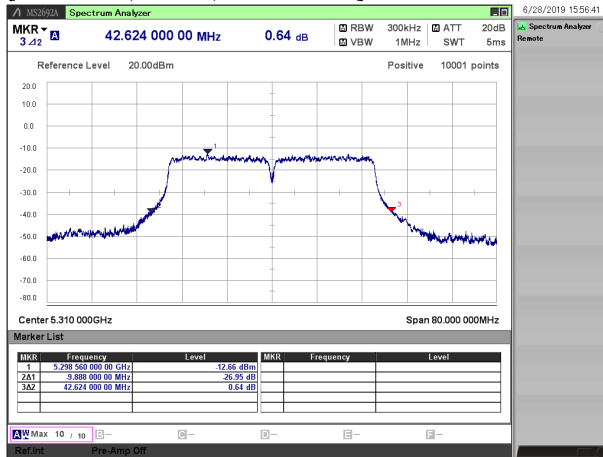 MS2692A Spectrum Analyzer
6/28/2019 15:56:41
Spectrum Analyzer
Remote
MKR A 42.624 000 00 MHz 0.64 dB M RBW 300kHz M ATT 20dB
3 ⊿2 M VBW 1MHz SWT 5ms
Reference Level 20.00dBm Positive 10001 points
20.0
10.0
0.0
-10.0
1
-20.0
-30.0
-40.0
3
-50.0
-60.0
-70.0
-80.0
Center 5.310 000GHz Span 80.000 000MHz
Marker List
MKR Frequency Level MKR Frequency Level
1 5.298 560 000 00 GHz -12.66 dBm
2Δ1 -9.888 000 00 MHz -26.95 dB
3Δ2 42.624 000 00 MHz 0.64 dB
A W Max 10 / 10 B— C— D— E— F—
Ref.Int Pre-Amp Off